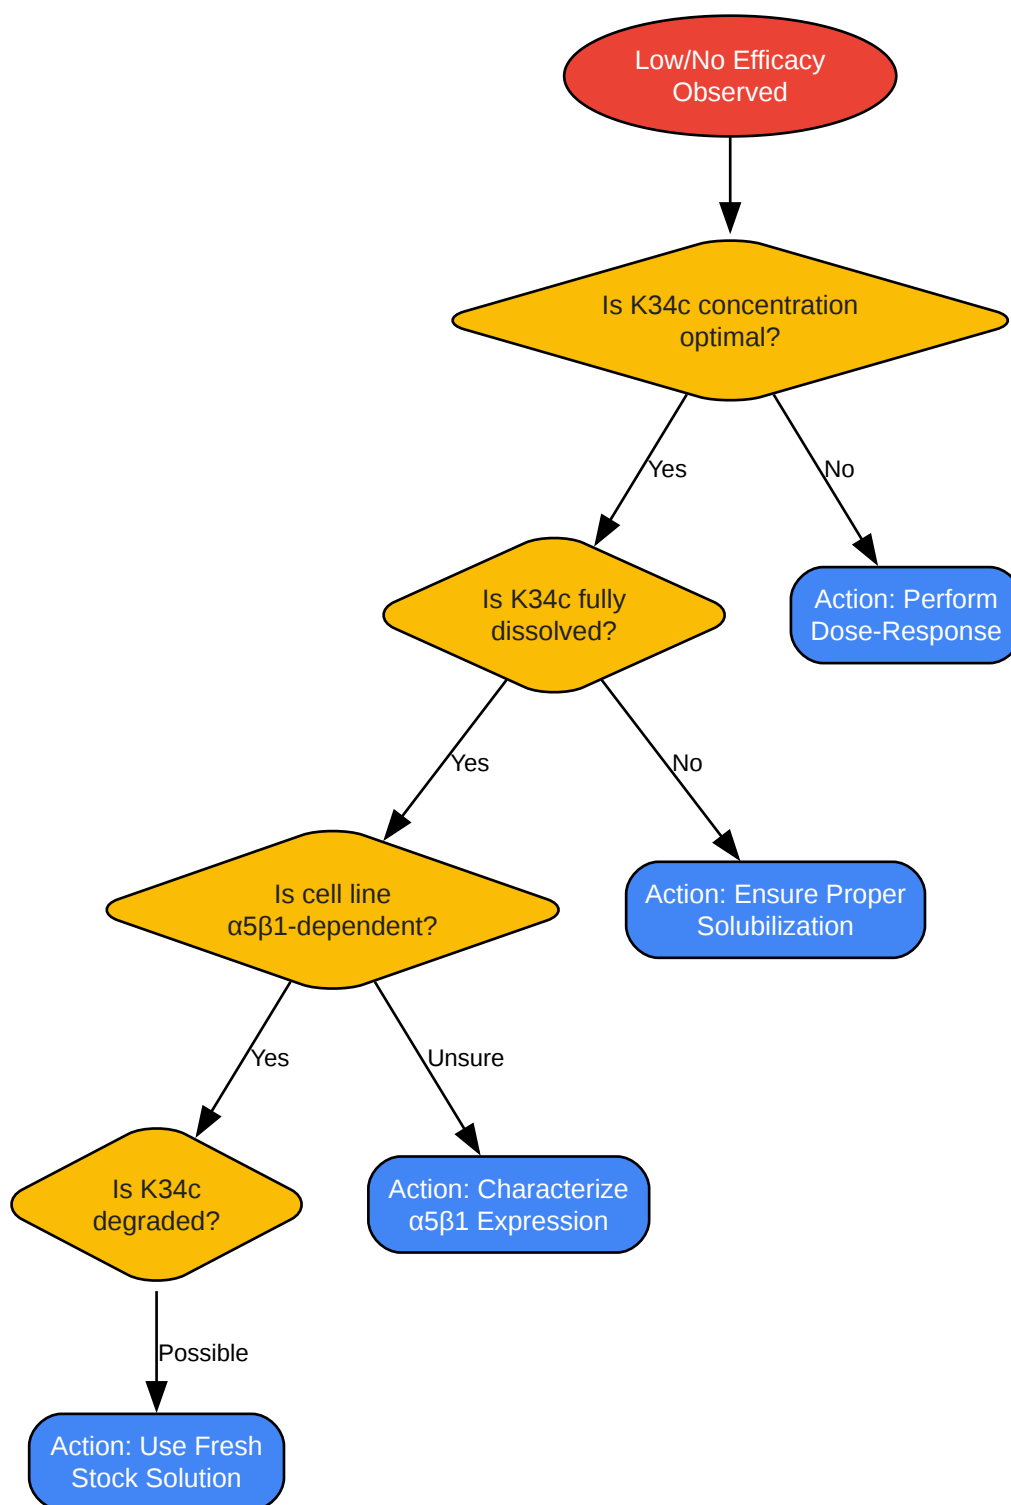 Low/No Efficacy
Observed
Is K34c concentration
optimal?
Yes
No
Is K34c fully
dissolved?
Action: Perform
Dose-Response
Yes
No
Is cell line
α5β1-dependent?
Action: Ensure Proper
Solubilization
Yes
Unsure
Is K34c
degraded?
Action: Characterize
α5β1 Expression
Possible
Action: Use Fresh
Stock Solution